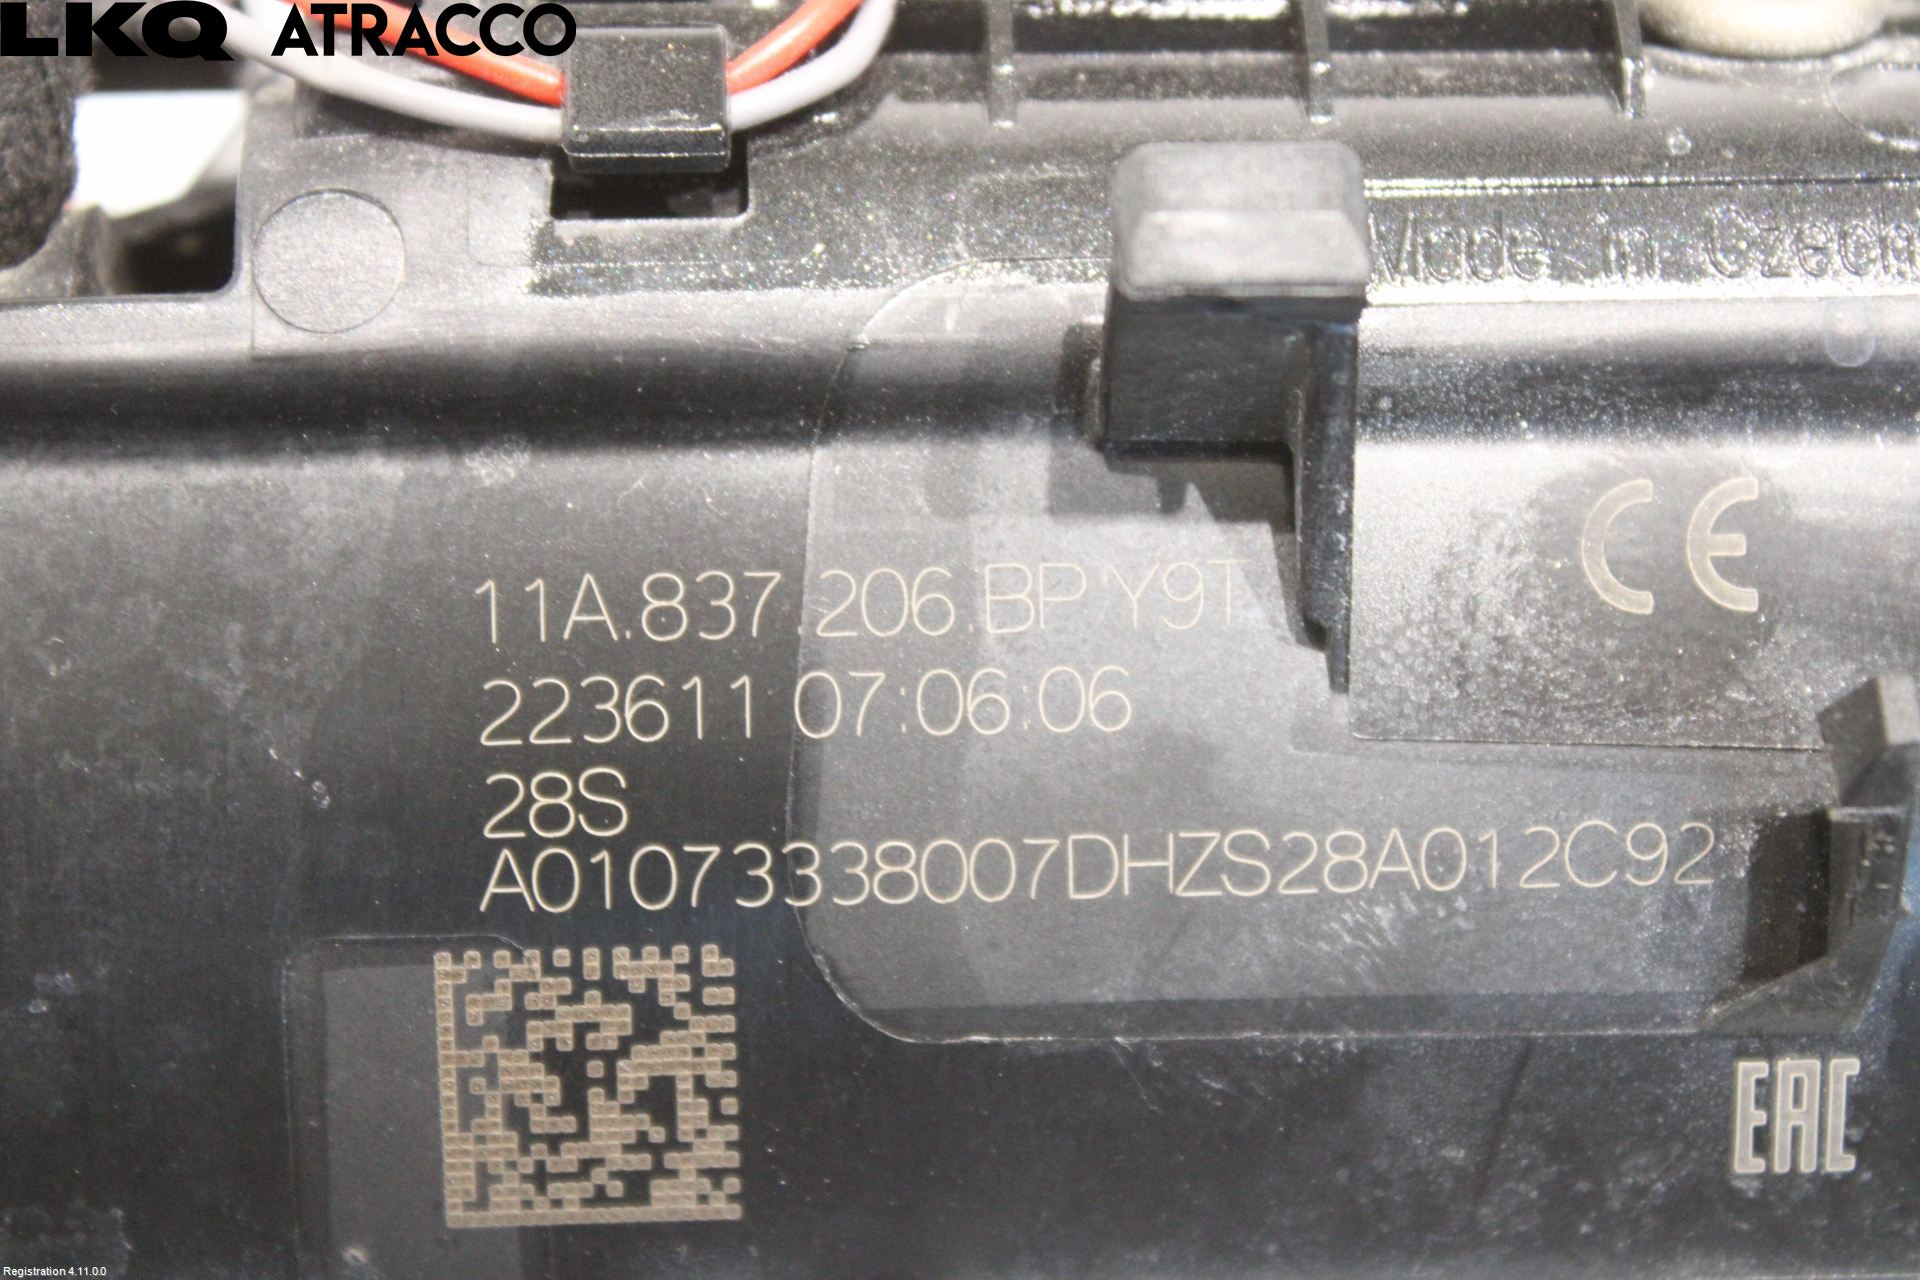 LKQ ATRACCO
Made in Czech
CE
11A.837.206.BP Y9T
223611 07:06:06
28S
A01073338007DHZS28A012C92
EAC
Registration 4.11.0.0